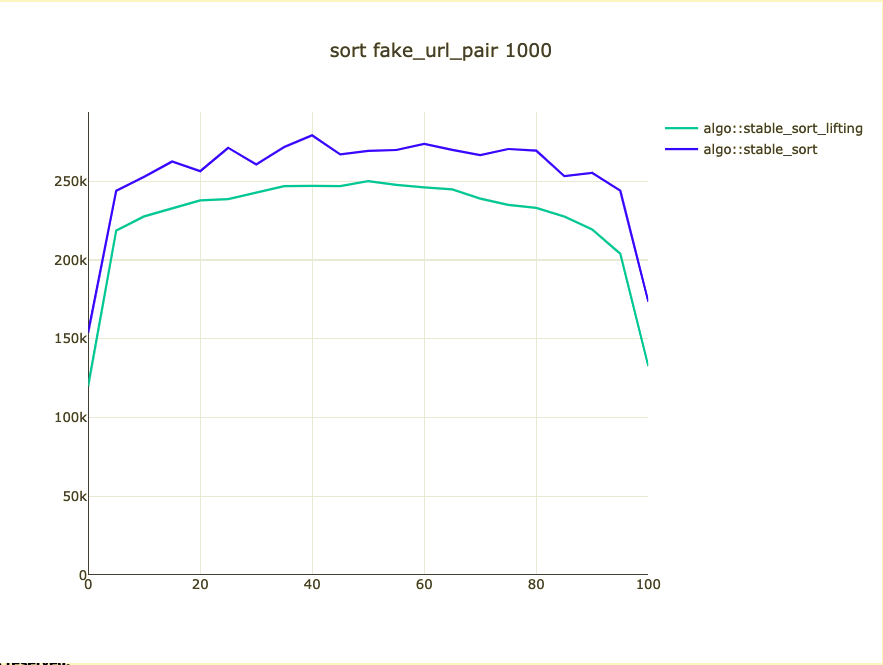 sort fake_url_pair 1000
algo::stable_sort_lifting
algo::stable_sort
250k
200k
150k
100k
50k
0
0 20 40 60 80 100